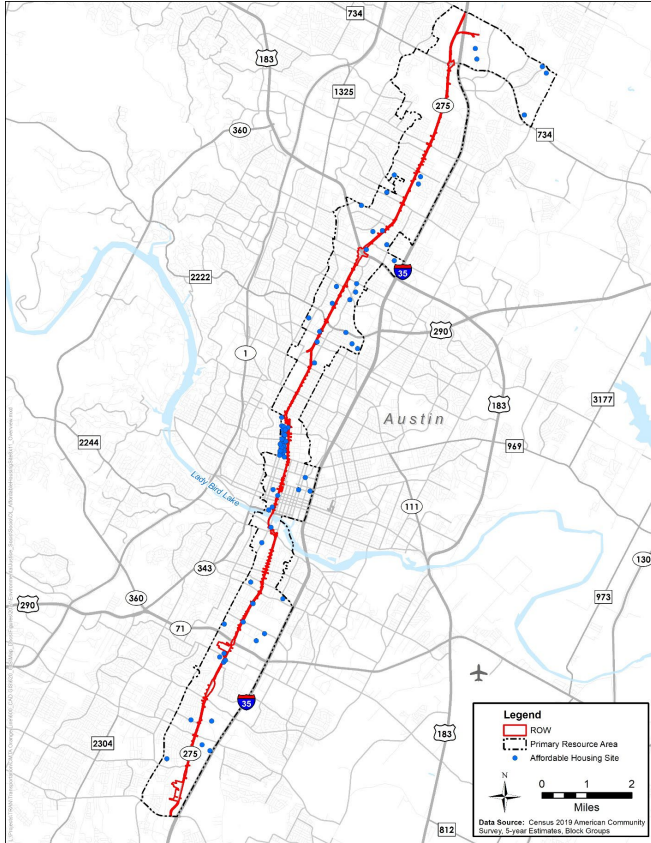 734
183
1325
275
360
734
2222
35
290
1
183
3177
Austin
2244
969
Lady Bird Lake
111
343
130
360
290
973
71
35
2304
275
183
812
Legend
ROW
Primary Resource Area
Affordable Housing Site
N
0 1 2
Miles
Data Source: Census 2019 American Community
Survey, 5-year Estimates, Block Groups